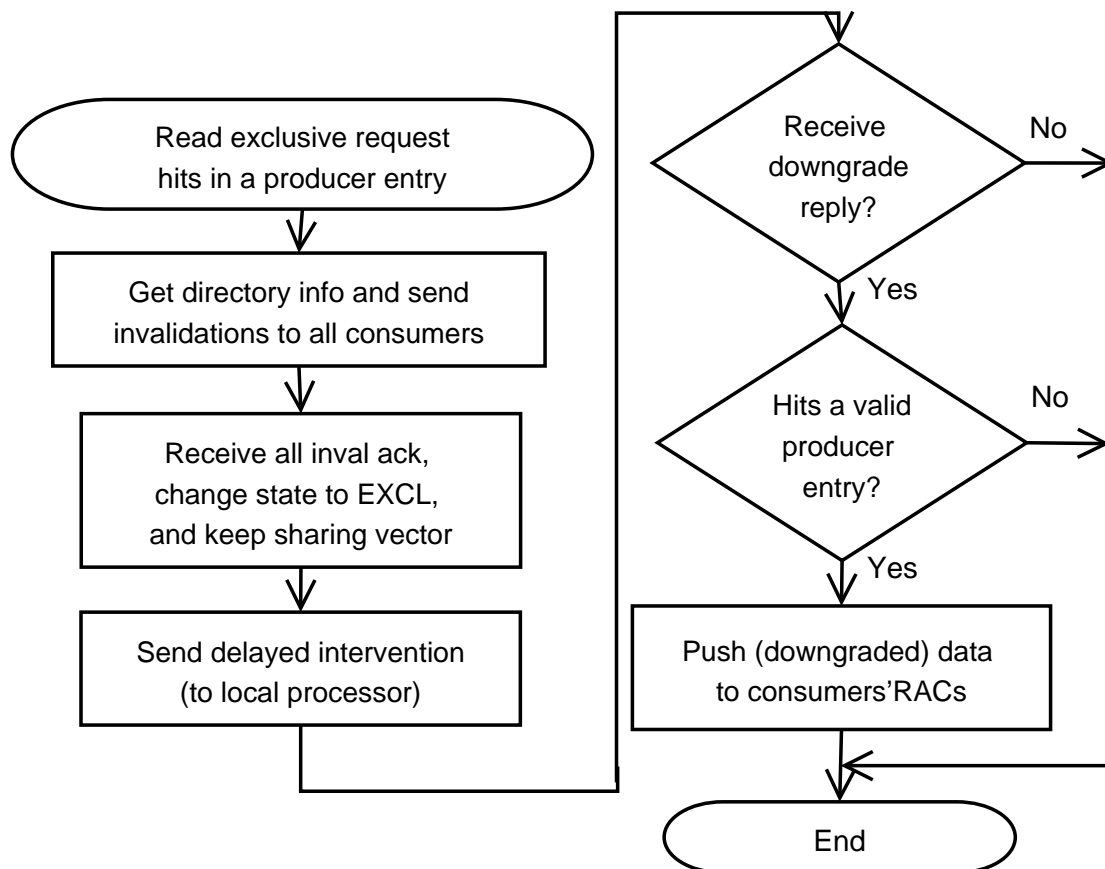 Read exclusive request
hits in a producer entry
Get directory info and send
invalidations to all consumers
Receive all inval ack,
change state to EXCL,
and keep sharing vector
Send delayed intervention
(to local processor)
Receive
downgrade
reply?
No
Yes
Hits a valid
producer
entry?
No
Yes
Push (downgraded) data
to consumers'RACs
End